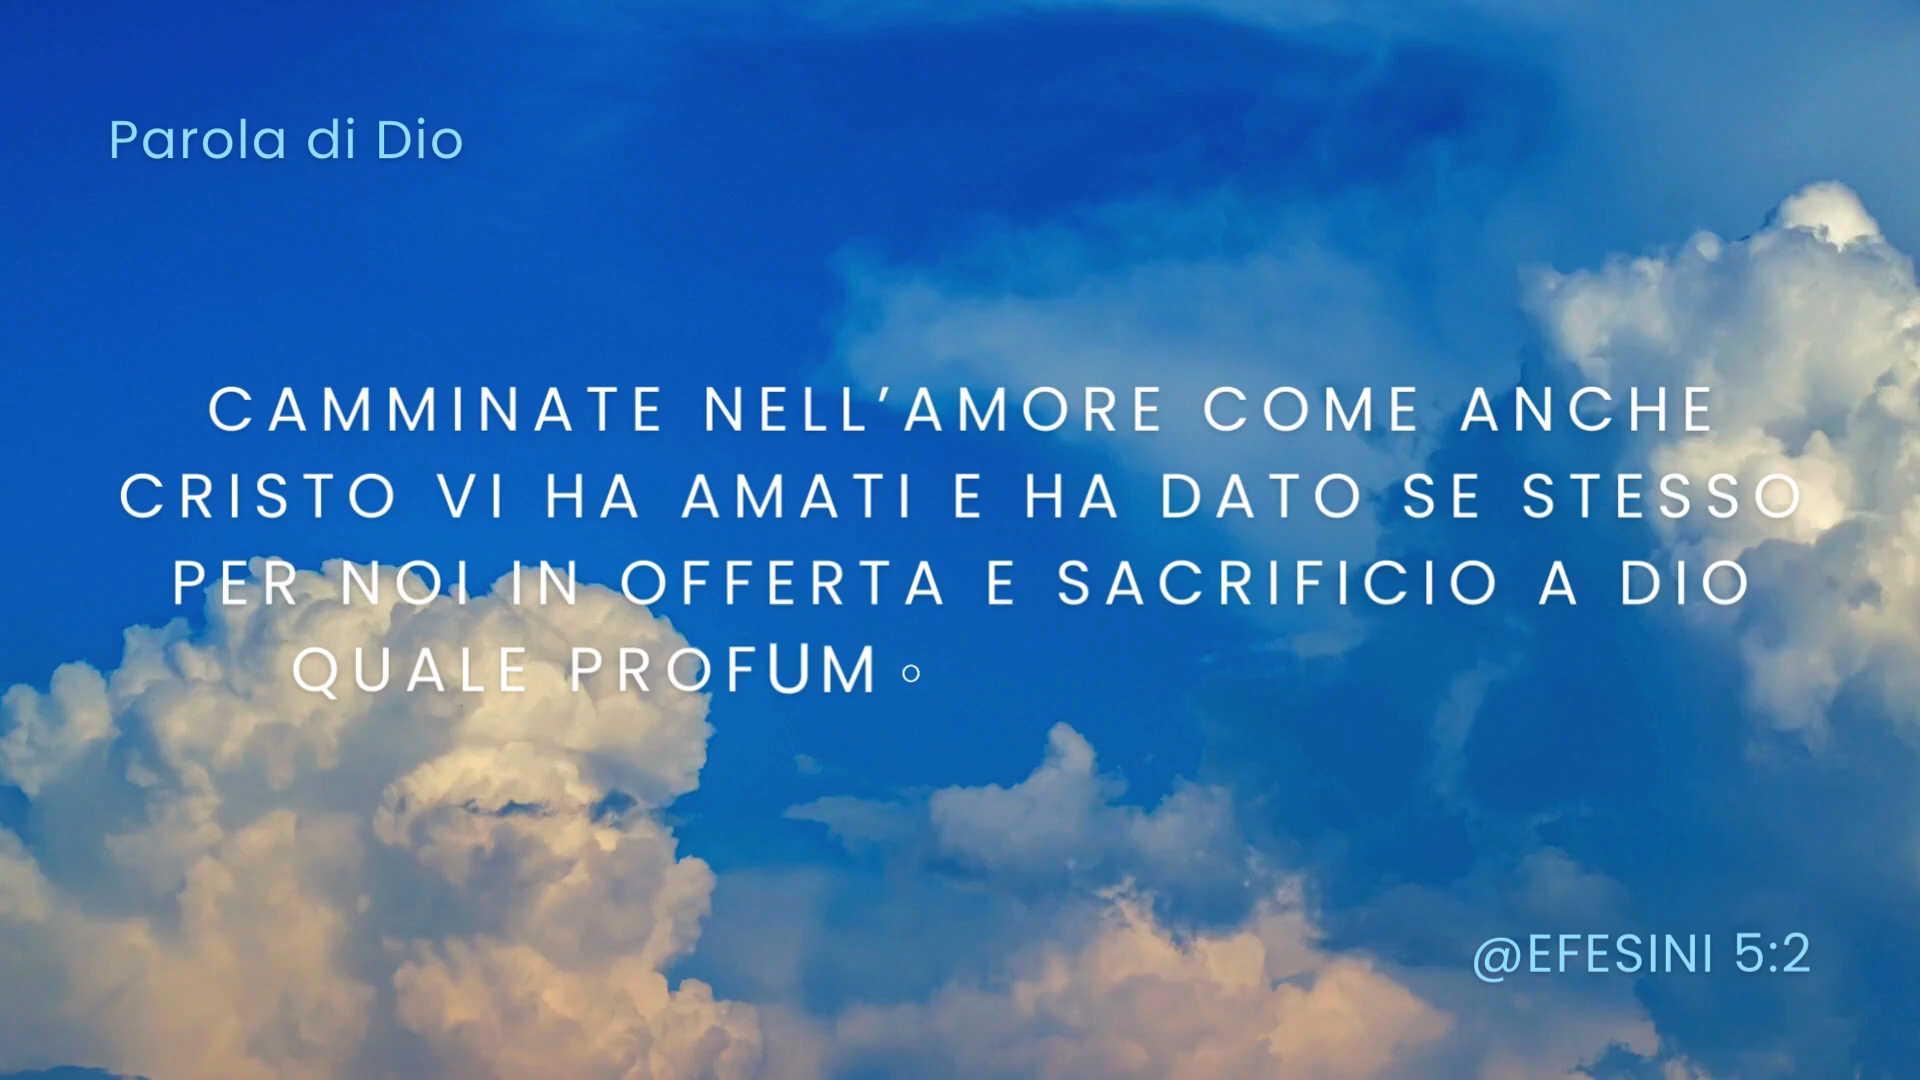 Parola di Dio
CAMMINATE NELL’AMORE COME ANCHE
CRISTO VI HA AMATI E HA DATO SE STESSO
PER NOI IN OFFERTA E SACRIFICIO A DIO
QUALE PROFUMO
@EFESINI 5:2